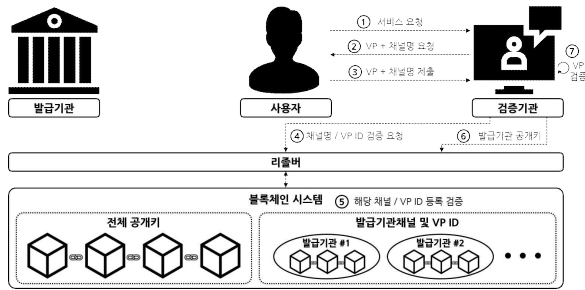 ① 서비스 요청
② VP + 채널명 요청
③ VP + 채널명 제출
⑦ VP 검증
발급기관
사용자
검증기관
④ 채널명 / VP ID 검증 요청
⑥ 발급기관 공개키
리졸버
블록체인 시스템
⑤ 해당 채널 / VP ID 등록 검증
전체 공개키
발급기관채널 및 VP ID
발급기관 #1
발급기관 #2